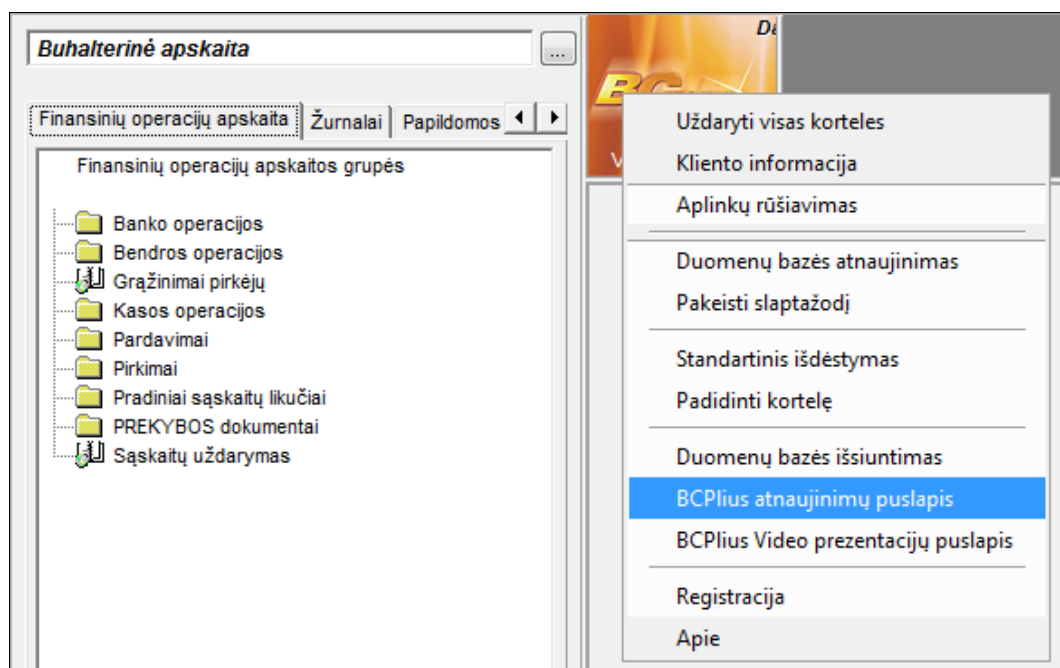 Buhalterinė apskaita
...
Finansinių operacijų apskaita
Žurnalai
Papildomos
Finansinių operacijų apskaitos grupės
Banko operacijos
Bendros operacijos
Grąžinimai pirkėjų
Kasos operacijos
Pardavimai
Pirkimai
Pradiniai sąskaitų likučiai
PREKYBOS dokumentai
Sąskaitų uždarymas
BC
Uždaryti visas korteles
Kliento informacija
Aplinkų rūšiavimas
Duomenų bazės atnaujinimas
Pakeisti slaptažodį
Standartinis išdėstymas
Padidinti kortelę
Duomenų bazės išsiuntimas
BCPlius atnaujinimų puslapis
BCPlius Video prezentacijų puslapis
Registracija
Apie